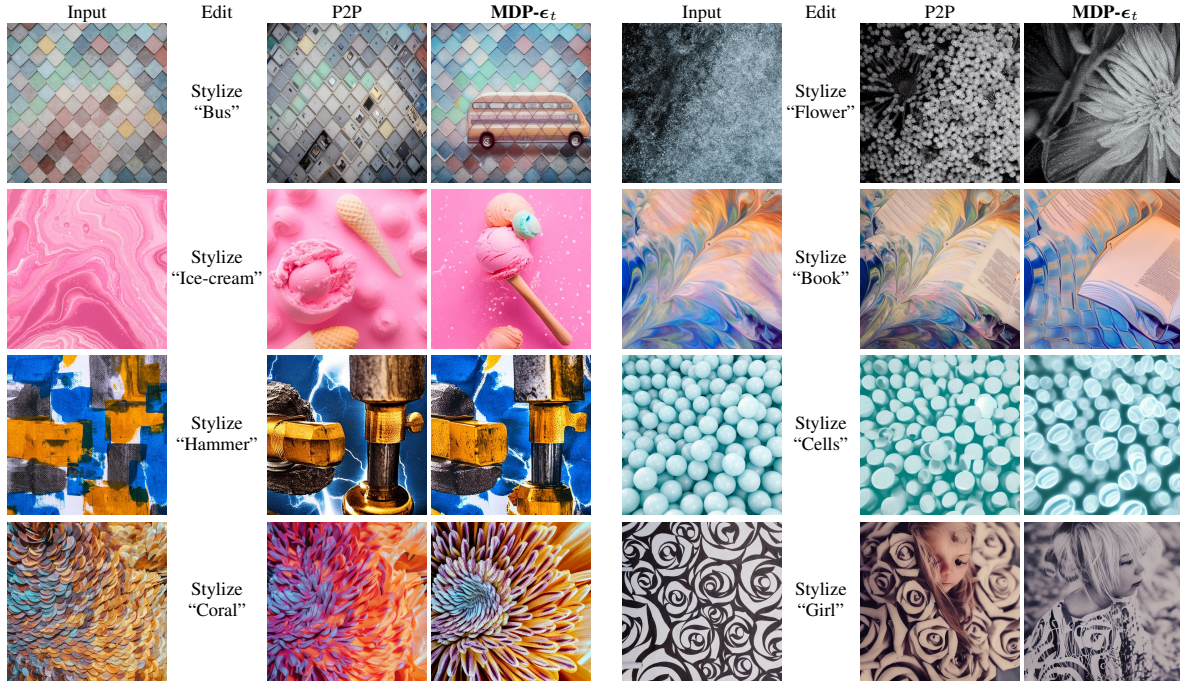 Input Edit P2P MDP-ϵt Input Edit P2P MDP-ϵt
Stylize
“Bus”
Stylize
“Flower”
Stylize
“Ice-cream”
Stylize
“Book”
Stylize
“Hammer”
Stylize
“Cells”
Stylize
“Coral”
Stylize
“Girl”